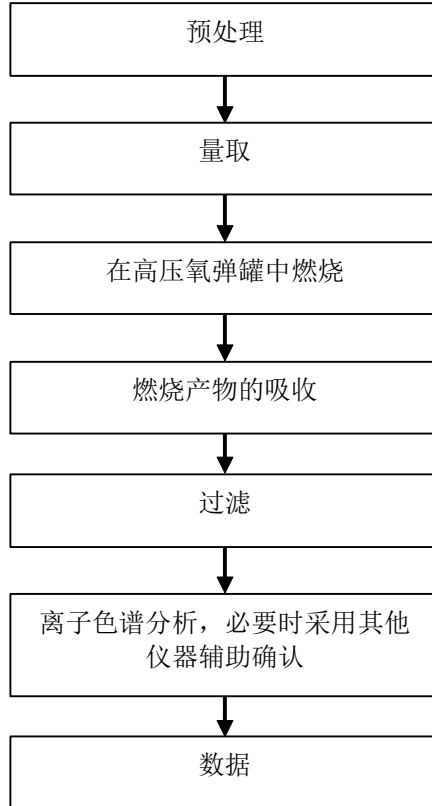 预处理
量取
在高压氧弹罐中燃烧
燃烧产物的吸收
过滤
离子色谱分析，必要时采用其他
仪器辅助确认
数据